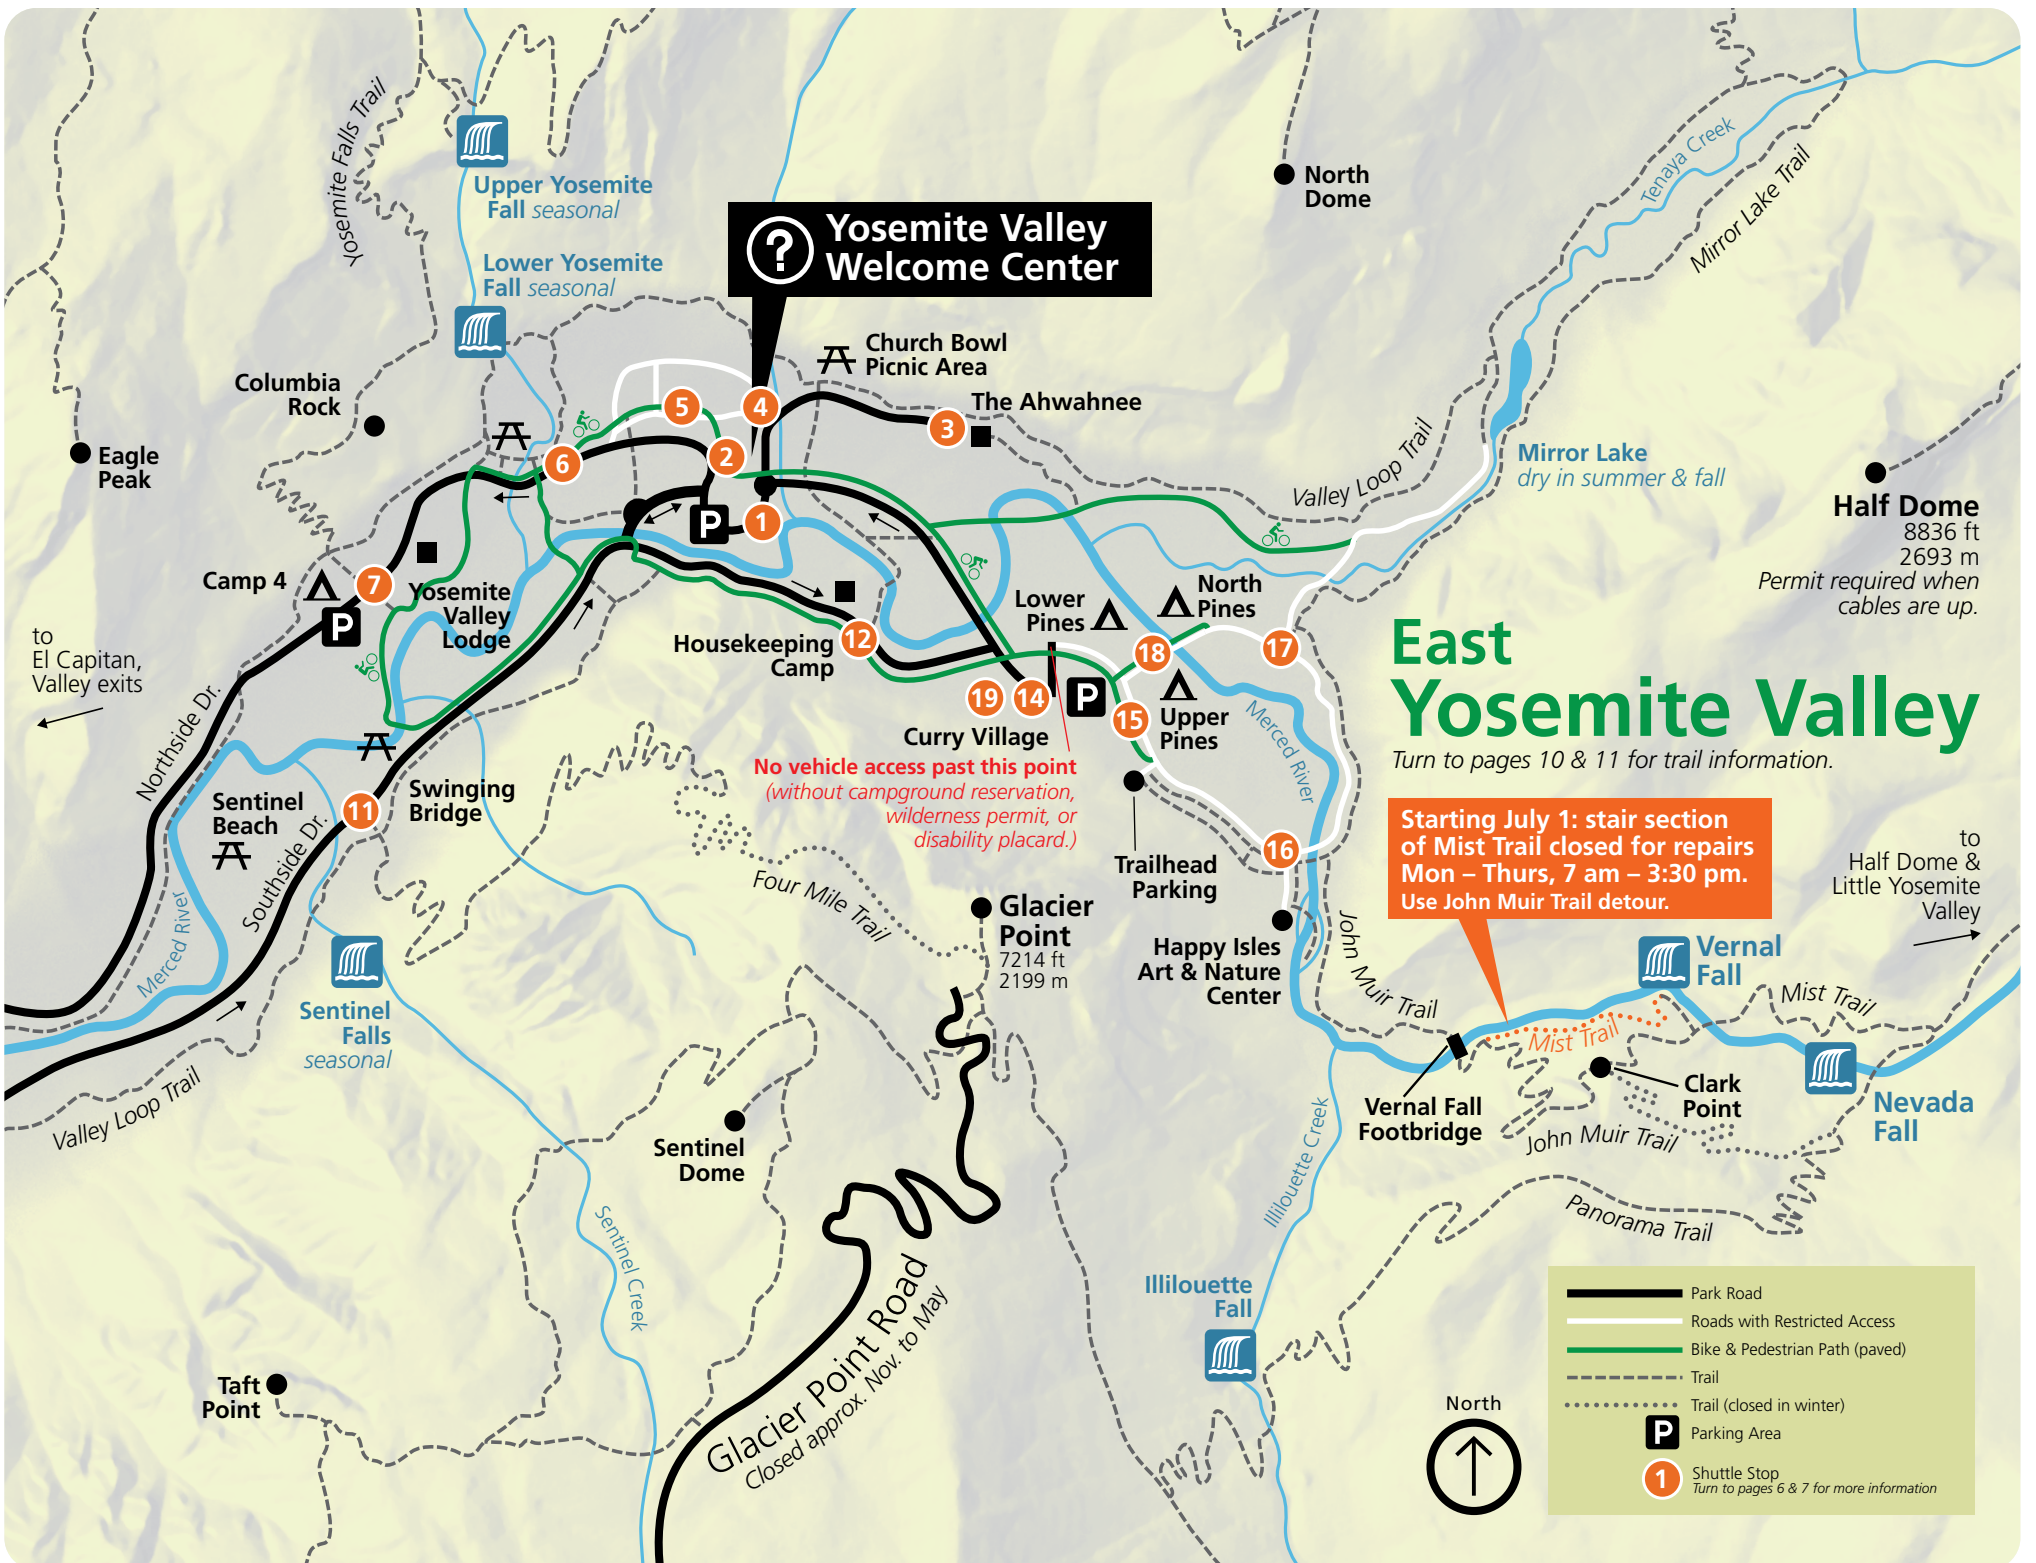 Yosemite Falls Trail
Upper Yosemite
Fall seasonal
Lower Yosemite
Fall seasonal
?
Yosemite Valley
Welcome Center
North
Dome
Tenaya Creek
Mirror Lake Trail
Church Bowl
Picnic Area
The Ahwahnee
Columbia
Rock
Eagle
Peak
5
4
3
2
6
1
P
Valley Loop Trail
Mirror Lake
dry in summer & fall
Half Dome
8836 ft
2693 m
Permit required when
cables are up.
Camp 4
7
P
Yosemite
Valley
Lodge
to
El Capitan,
Valley exits
Northside Dr.
Housekeeping
Camp
12
Lower
Pines
North
Pines
18
17
19
14
P
15
Upper
Pines
Curry Village
No vehicle access past this point
(without campground reservation,
wilderness permit, or
disability placard.)
Merced River
East
Yosemite Valley
Turn to pages 10 & 11 for trail information.
Sentinel
Beach
Southside Dr.
11
Swinging
Bridge
Merced River
Trailhead
Parking
16
Starting July 1: stair section
of Mist Trail closed for repairs
Mon – Thurs, 7 am – 3:30 pm.
Use John Muir Trail detour.
to
Half Dome &
Little Yosemite
Valley
Four Mile Trail
Glacier
Point
7214 ft
2199 m
Happy Isles
Art & Nature
Center
John Muir Trail
Vernal
Fall
Mist Trail
Mist Trail
Sentinel
Falls
seasonal
Valley Loop Trail
Vernal Fall
Footbridge
Clark
Point
Nevada
Fall
John Muir Trail
Panorama Trail
Sentinel
Dome
Sentinel Creek
Illilouette Creek
Illilouette
Fall
Glacier Point Road
Closed approx. Nov. to May
Taft
Point
North
Park Road
Roads with Restricted Access
Bike & Pedestrian Path (paved)
Trail
Trail (closed in winter)
P
Parking Area
1
Shuttle Stop
Turn to pages 6 & 7 for more information